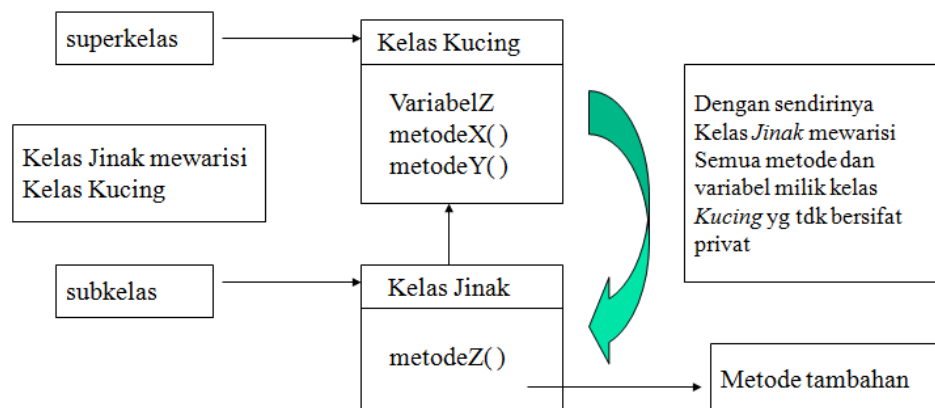 superkelas
Kelas Kucing
VariabelZ
metodeX( )
metodeY( )
Kelas Jinak mewarisi
Kelas Kucing
Dengan sendirinya
Kelas Jinak mewarisi
Semua metode dan
variabel milik kelas
Kucing yg tdk bersifat
privat
subkelas
Kelas Jinak
metodeZ( )
Metode tambahan